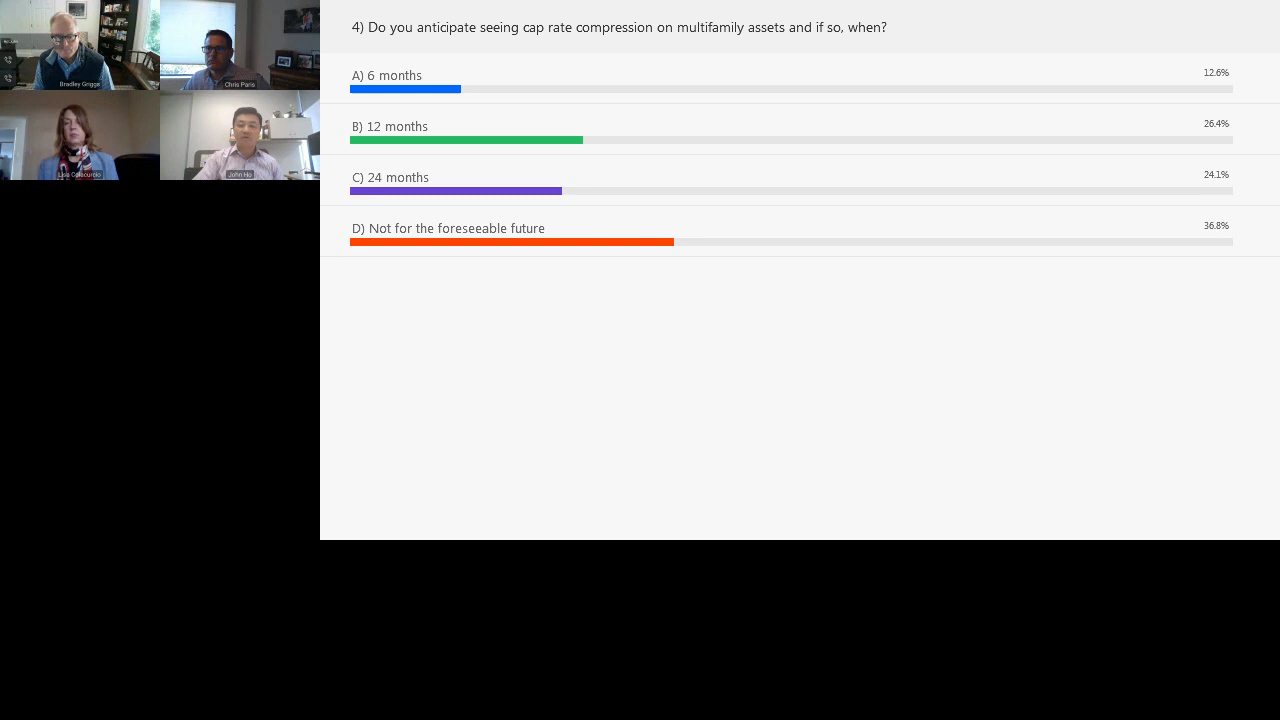 Bradley Griggs
Chris Paris
Lisa Colacurcio
John Ho
4) Do you anticipate seeing cap rate compression on multifamily assets and if so, when?
A) 6 months
12.6%
B) 12 months
26.4%
C) 24 months
24.1%
D) Not for the foreseeable future
36.8%